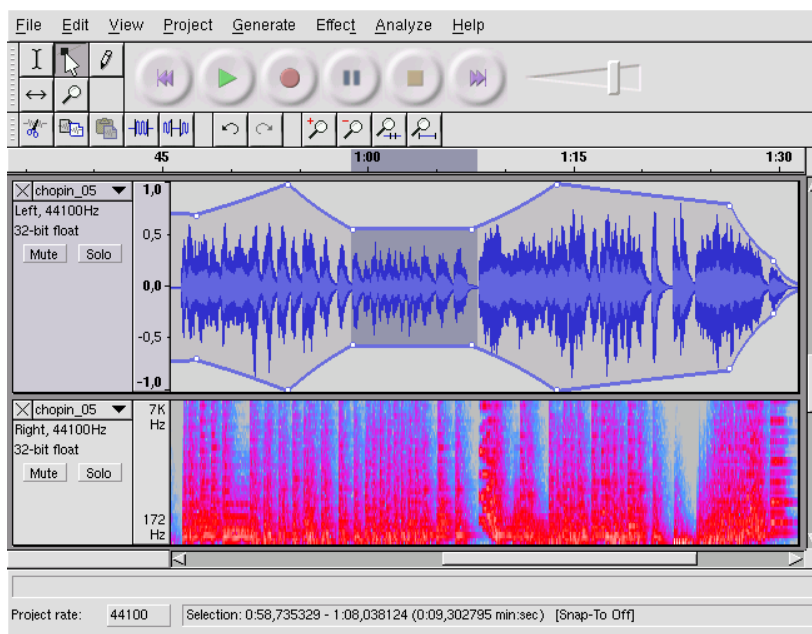 File Edit View Project Generate Effect Analyze Help
45 1:00 1:15 1:30
chopin_05
Left, 44100Hz
32-bit float
Mute Solo
1,0
0,5
0,0
-0,5
-1,0
chopin_05
Right, 44100Hz
32-bit float
Mute Solo
7K
Hz
172
Hz
Project rate: 44100 Selection: 0:58,735329 - 1:08,038124 (0:09,302795 min:sec) [Snap-To Off]